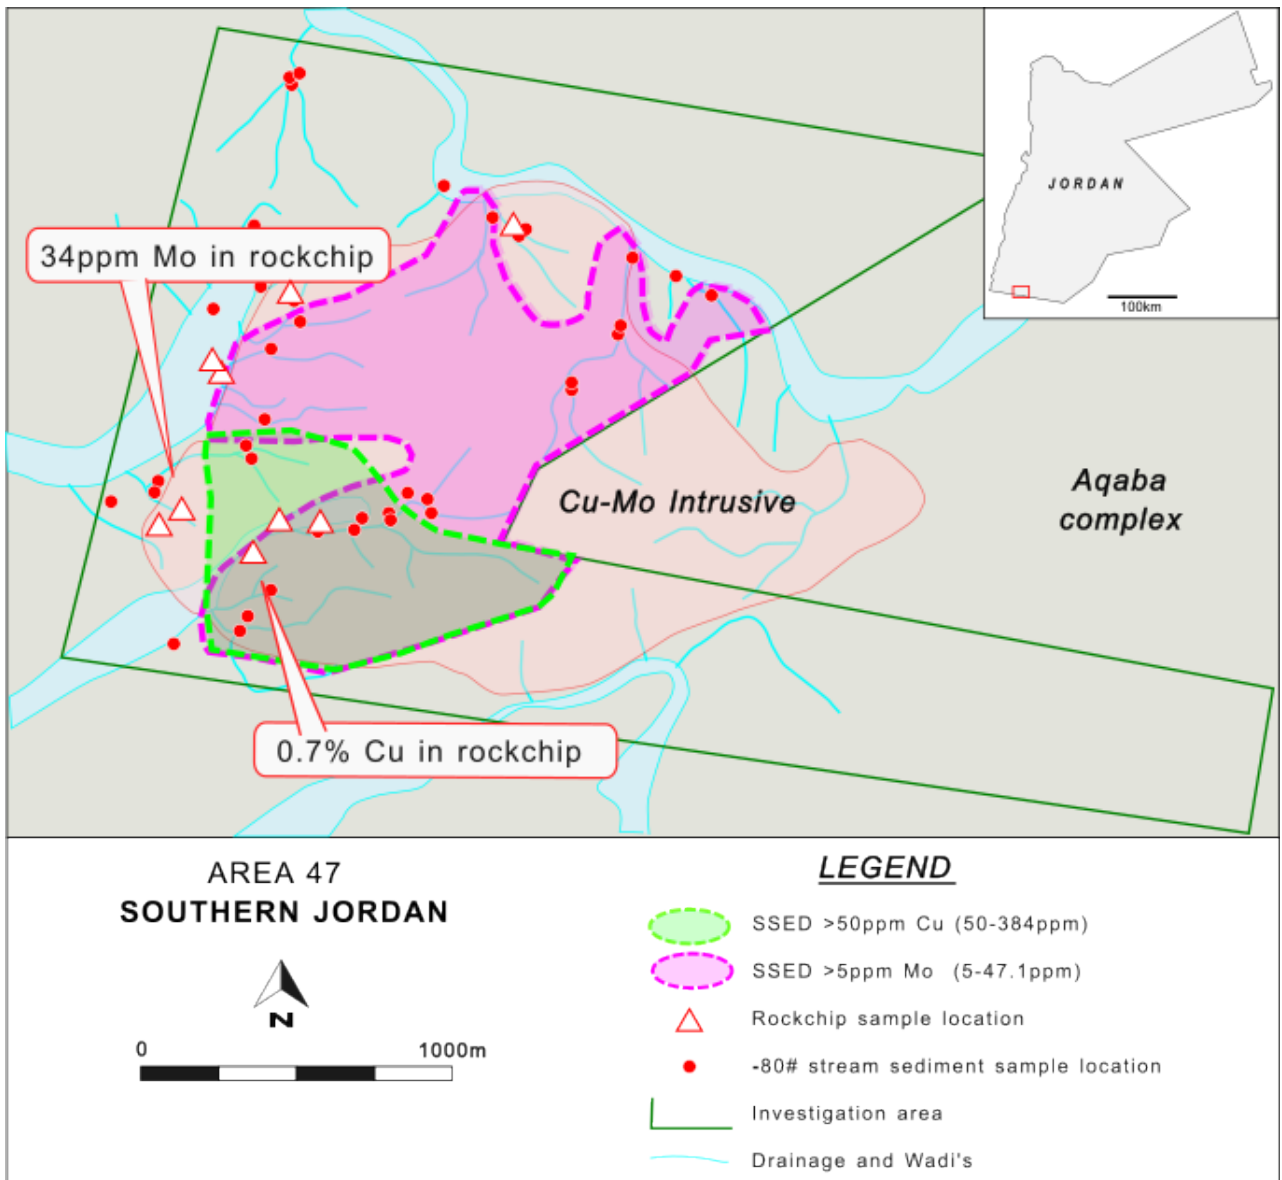 JORDAN
100km
34ppm Mo in rockchip
Cu-Mo Intrusive
Aqaba
complex
0.7% Cu in rockchip
AREA 47
SOUTHERN JORDAN
N
0 1000m
LEGEND
SSED >50ppm Cu (50-384ppm)
SSED >5ppm Mo (5-47.1ppm)
Rockchip sample location
-80# stream sediment sample location
Investigation area
Drainage and Wadi's